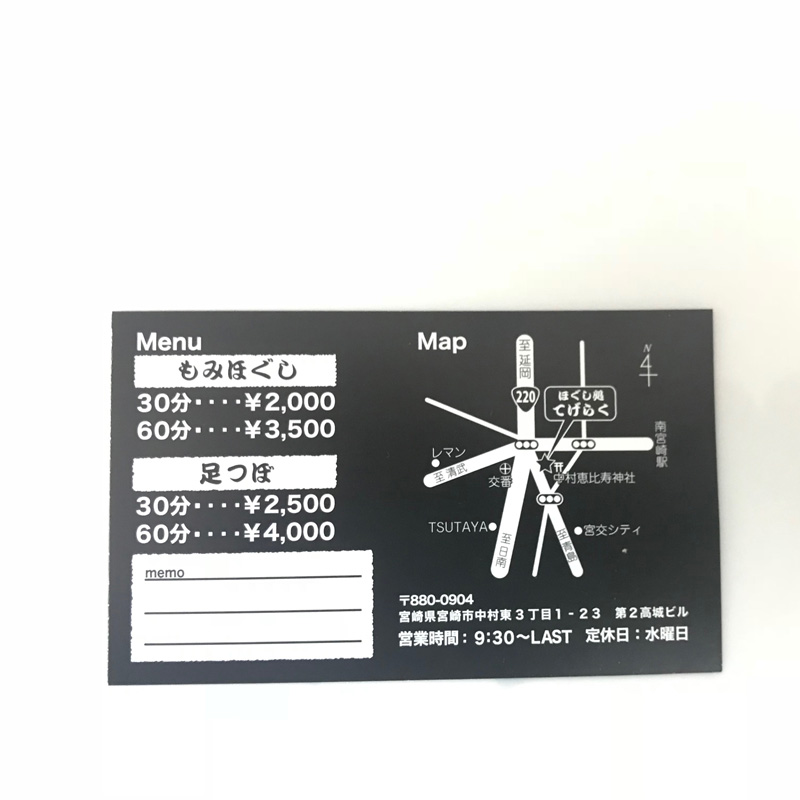 Menu
もみほぐし
30分････¥2,000
60分････¥3,500
足つぼ
30分････¥2,500
60分････¥4,000
memo
Map
至延岡
N
220
ほぐし処
てげらく
南宮崎駅
レマン
至清武
交番
中村恵比寿神社
TSUTAYA
至日南
至青島
宮交シティ
〒880-0904
宮崎県宮崎市中村東3丁目1-23 第2高城ビル
営業時間：9:30〜LAST 定休日：水曜日